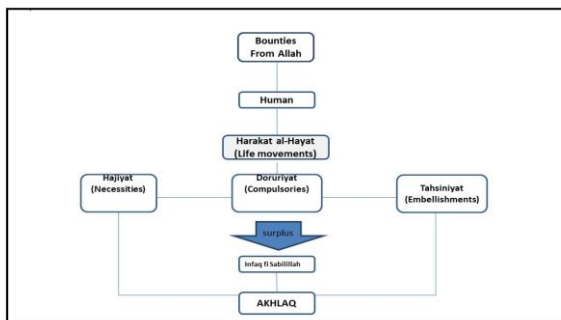 Bounties
From Allah
Human
Harakat al-Hayat
(Life movements)
Hajiyat
(Necessities)
Doruriyat
(Compulsories)
Tahsiniyat
(Embellishments)
surplus
Infaq fi Sabilillah
AKHLAQ